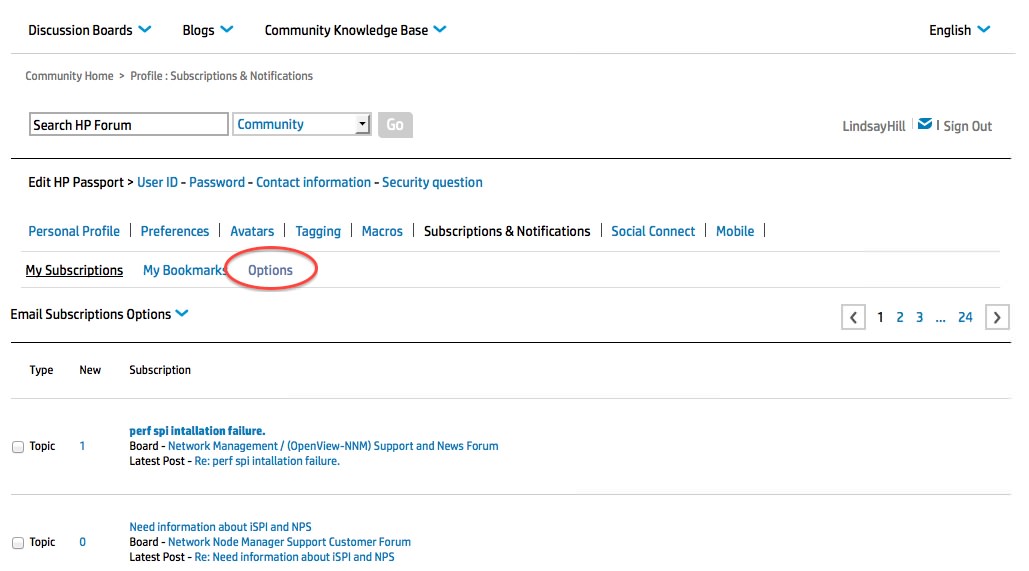 Discussion Boards Blogs Community Knowledge Base English
Community Home > Profile : Subscriptions & Notifications
Search HP Forum Community Go
LindsayHill | Sign Out
Edit HP Passport > User ID - Password - Contact information - Security question
Personal Profile | Preferences | Avatars | Tagging | Macros | Subscriptions & Notifications | Social Connect | Mobile |
My Subscriptions My Bookmarks Options
Email Subscriptions Options
< 1 2 3 ... 24 >
Type New Subscription
perf spi intallation failure.
Topic 1 Board - Network Management / (OpenView-NNM) Support and News Forum
Latest Post - Re: perf spi intallation failure.
Need information about iSPI and NPS
Topic 0 Board - Network Node Manager Support Customer Forum
Latest Post - Re: Need information about iSPI and NPS